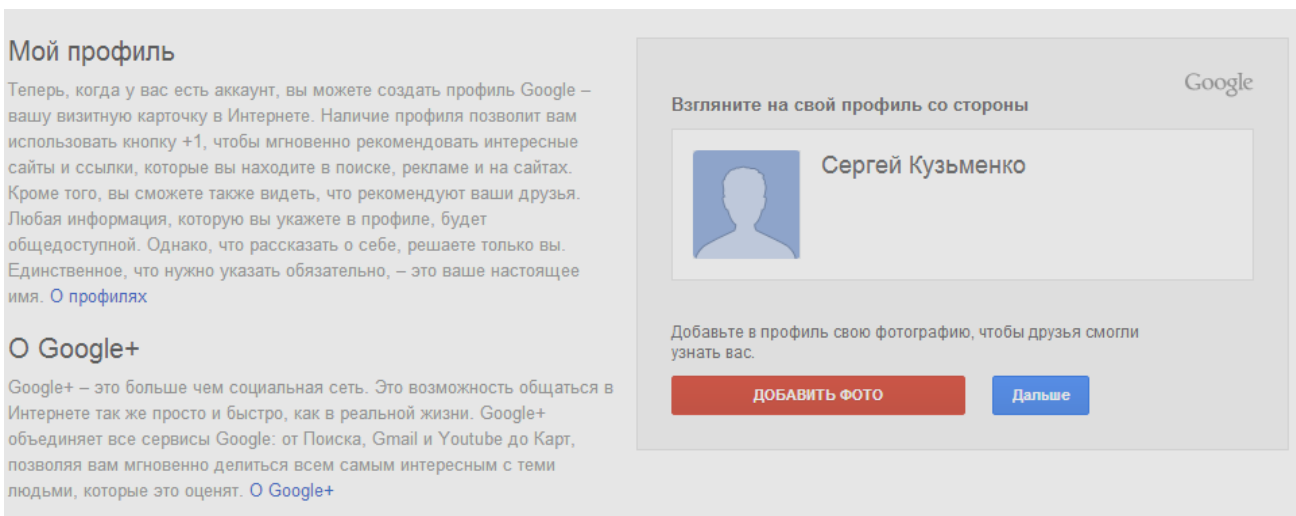 Мой профиль
Теперь, когда у вас есть аккаунт, вы можете создать профиль Google –
вашу визитную карточку в Интернете. Наличие профиля позволит вам
использовать кнопку +1, чтобы мгновенно рекомендовать интересные
сайты и ссылки, которые вы находите в поиске, рекламе и на сайтах.
Кроме того, вы сможете также видеть, что рекомендуют ваши друзья.
Любая информация, которую вы укажете в профиле, будет
общедоступной. Однако, что рассказать о себе, решаете только вы.
Единственное, что нужно указать обязательно, – это ваше настоящее
имя. О профилях
О Google+
Google+ – это больше чем социальная сеть. Это возможность общаться в
Интернете так же просто и быстро, как в реальной жизни. Google+
объединяет все сервисы Google: от Поиска, Gmail и Youtube до Карт,
позволяя вам мгновенно делиться всем самым интересным с теми
людьми, которые это оценят. О Google+
Google
Взгляните на свой профиль со стороны
Сергей Кузьменко
Добавьте в профиль свою фотографию, чтобы друзья смогли
узнать вас.
ДОБАВИТЬ ФОТО
Дальше